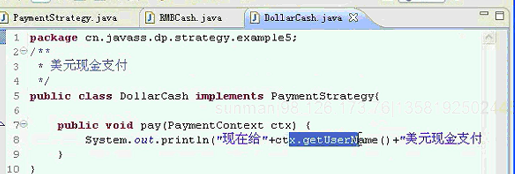 PaymentStrategy.java RMBCash.java DollarCash.java
1 package cn.javass.dp.strategy.example5;
2 /**
3 * 美元现金支付
4 */
5 public class DollarCash implements PaymentStrategy{
6
7 public void pay(PaymentContext ctx) {
8 System.out.println("现在给"+ctx.getUserName()+"美元现金支付
9 }
10 }